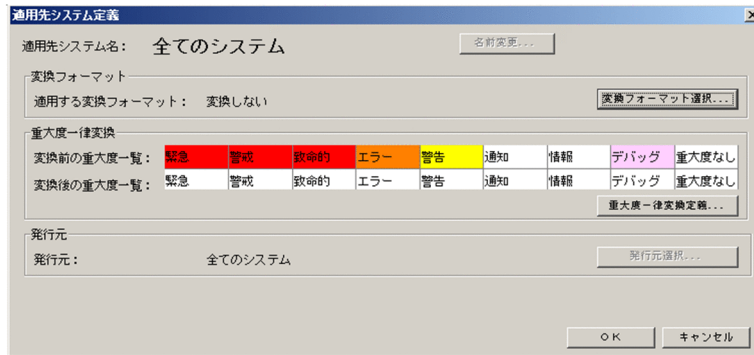 適用先システム定義
適用先システム名： 全てのシステム 名前変更...
変換フォーマット
適用する変換フォーマット： 変換しない 変換フォーマット選択...
重大度一律変換
変換前の重大度一覧： 緊急 警戒 致命的 エラー 警告 通知 情報 デバッグ 重大度なし
変換後の重大度一覧： 緊急 警戒 致命的 エラー 警告 通知 情報 デバッグ 重大度なし
重大度一律変換定義...
発行元
発行元： 全てのシステム 発行元選択...
OK キャンセル